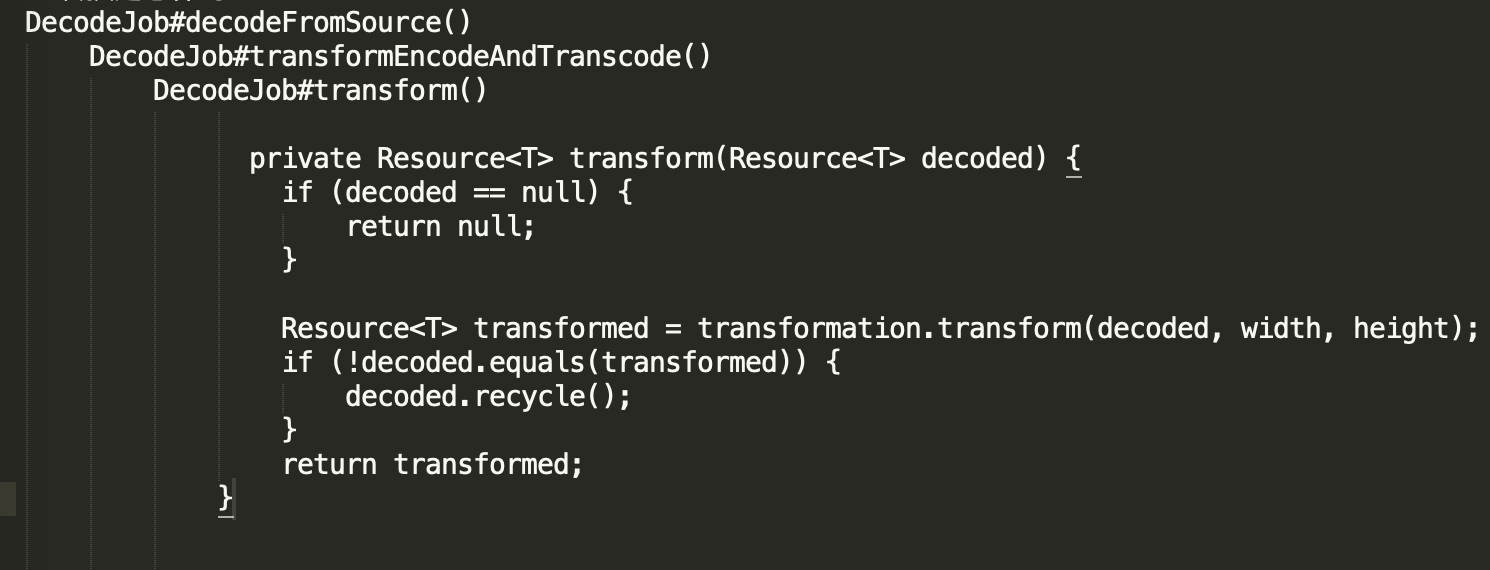 DecodeJob#decodeFromSource()
DecodeJob#transformEncodeAndTranscode()
DecodeJob#transform()
private Resource<T> transform(Resource<T> decoded) {
if (decoded == null) {
return null;
}
Resource<T> transformed = transformation.transform(decoded, width, height);
if (!decoded.equals(transformed)) {
decoded.recycle();
}
return transformed;
}